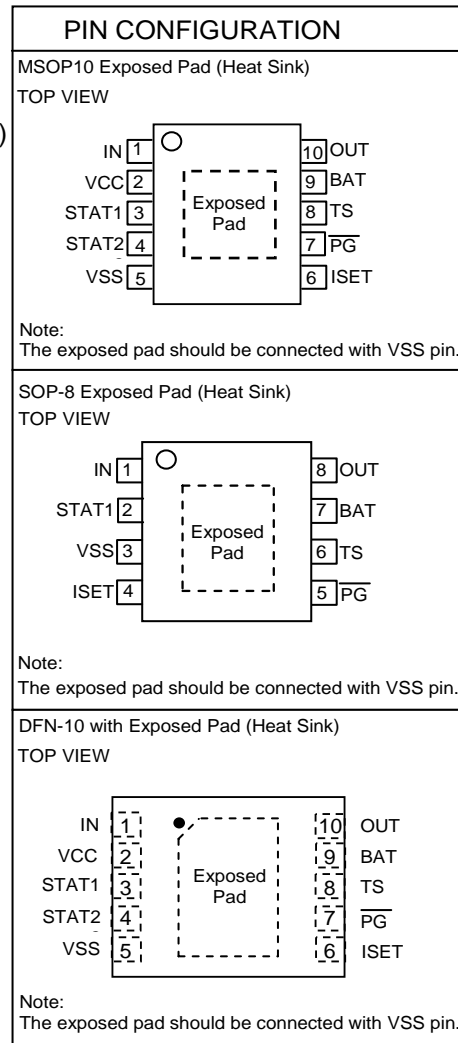 PIN CONFIGURATION
MSOP10 Exposed Pad (Heat Sink)
TOP VIEW
)
IN 1 10 OUT
VCC 2 9 BAT
STAT1 3 8 TS
STAT2 4 7 P̅G̅
VSS 5 6 ISET
Exposed
Pad
Note:
The exposed pad should be connected with VSS pin.
SOP-8 Exposed Pad (Heat Sink)
TOP VIEW
IN 1 8 OUT
STAT1 2 7 BAT
VSS 3 6 TS
ISET 4 5 P̅G̅
Exposed
Pad
Note:
The exposed pad should be connected with VSS pin.
DFN-10 with Exposed Pad (Heat Sink)
TOP VIEW
IN 1 10 OUT
VCC 2 9 BAT
STAT1 3 8 TS
STAT2 4 7 P̅G̅
VSS 5 6 ISET
Exposed
Pad
Note:
The exposed pad should be connected with VSS pin.